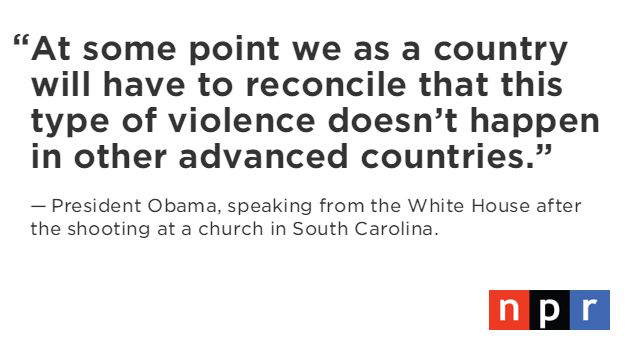 “At some point we as a country
will have to reconcile that this
type of violence doesn’t happen
in other advanced countries.”
— President Obama, speaking from the White House after
the shooting at a church in South Carolina.
npr